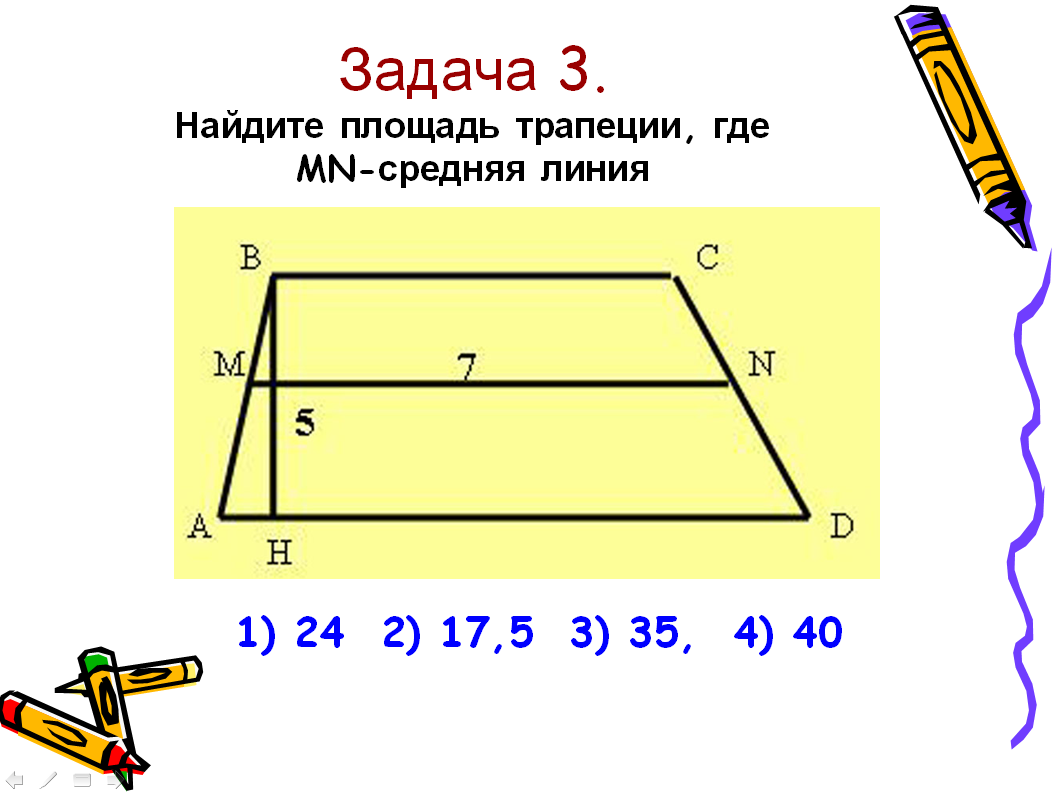 Задача 3.
Найдите площадь трапеции, где
MN-средняя линия
B C
M 7 N
5
A D
H
1) 24 2) 17,5 3) 35, 4) 40